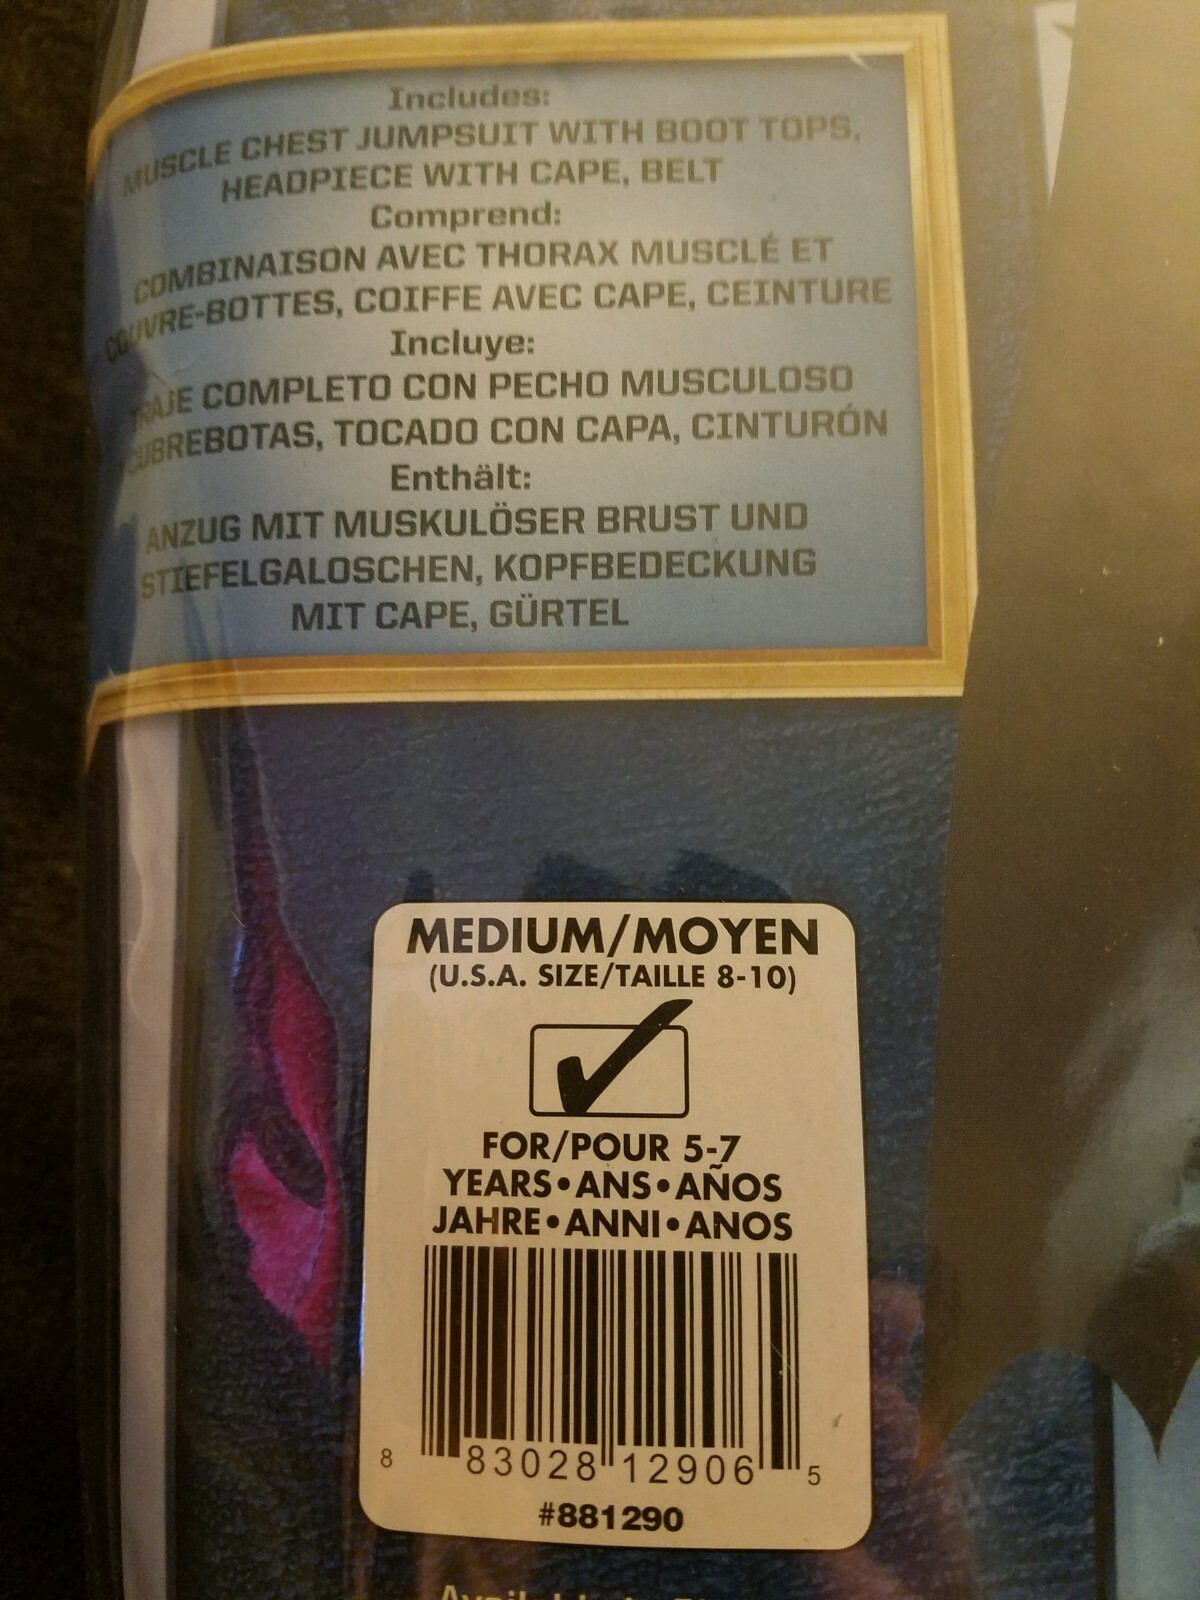 Includes:
MUSCLE CHEST JUMPSUIT WITH BOOT TOPS,
HEADPIECE WITH CAPE, BELT
Comprend:
COMBINAISON AVEC THORAX MUSCLÉ ET
COUVRE-BOTTES, COIFFE AVEC CAPE, CEINTURE
Incluye:
TRAJE COMPLETO CON PECHO MUSCULOSO
CUBREBOTAS, TOCADO CON CAPA, CINTURÓN
Enthält:
ANZUG MIT MUSKULÖSER BRUST UND
STIEFELGALOSCHEN, KOPFBEDECKUNG
MIT CAPE, GÜRTEL
MEDIUM/MOYEN
(U.S.A. SIZE/TAILLE 8-10)
FOR/POUR 5-7
YEARS•ANS•AÑOS
JAHRE•ANNI•ANOS
8 83028 12906 5
#881290